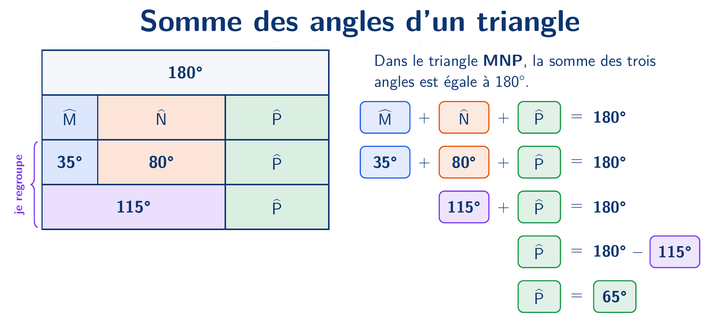 Somme des angles d'un triangle
180°
M̂ N̂ P̂
35° 80° P̂
115° P̂
je regroupe
Dans le triangle MNP, la somme des trois
angles est égale à 180°.
M̂ + N̂ + P̂ = 180°
35° + 80° + P̂ = 180°
115° + P̂ = 180°
P̂ = 180° − 115°
P̂ = 65°